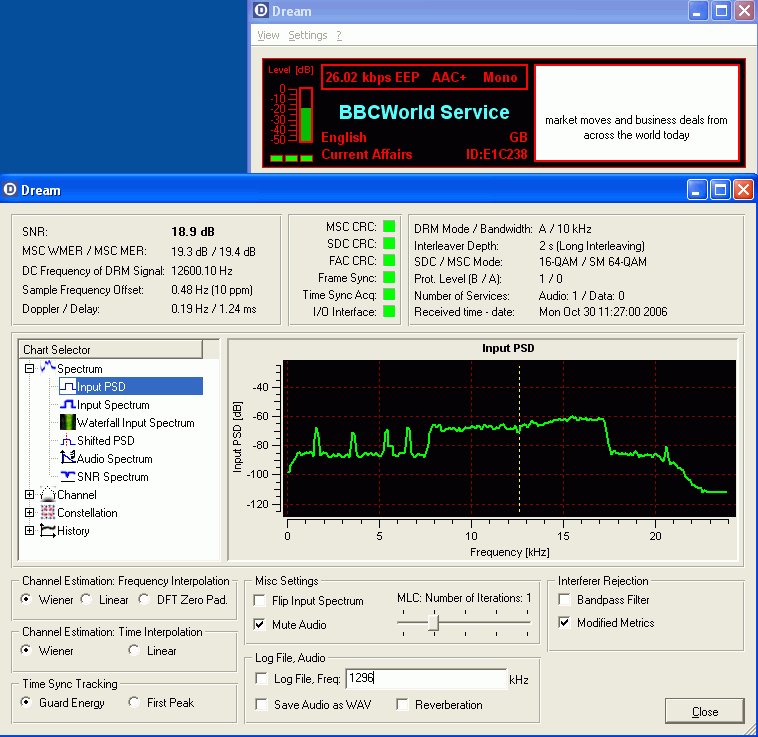 Dream
View Settings ?
Level [dB]
0
-10
-20
-30
-40
-50
26.02 kbps EEP AAC+ Mono
BBCWorld Service
English GB
Current Affairs ID:E1C238
market moves and business deals from
across the world today
Dream
SNR: 18.9 dB
MSC WMER / MSC MER: 19.3 dB / 19.4 dB
DC Frequency of DRM Signal: 12600.10 Hz
Sample Frequency Offset: 0.48 Hz (10 ppm)
Doppler / Delay: 0.19 Hz / 1.24 ms
MSC CRC:
SDC CRC:
FAC CRC:
Frame Sync:
Time Sync Acq:
I/O Interface:
DRM Mode / Bandwidth: A / 10 kHz
Interleaver Depth: 2 s (Long Interleaving)
SDC / MSC Mode: 16-QAM / SM 64-QAM
Prot. Level (B / A): 1 / 0
Number of Services: Audio: 1 / Data: 0
Received time - date: Mon Oct 30 11:27:00 2006
Chart Selector
Spectrum
Input PSD
Input Spectrum
Waterfall Input Spectrum
Shifted PSD
Audio Spectrum
SNR Spectrum
Channel
Constellation
History
Input PSD
Input PSD [dB]
-40
-60
-80
-100
-120
0 5 10 15 20
Frequency [kHz]
Channel Estimation: Frequency Interpolation
Wiener Linear DFT Zero Pad.
Channel Estimation: Time Interpolation
Wiener Linear
Time Sync Tracking
Guard Energy First Peak
Misc Settings
Flip Input Spectrum
Mute Audio
MLC: Number of Iterations: 1
Log File, Audio
Log File, Freq: 1296 kHz
Save Audio as WAV Reverberation
Interferer Rejection
Bandpass Filter
Modified Metrics
Close